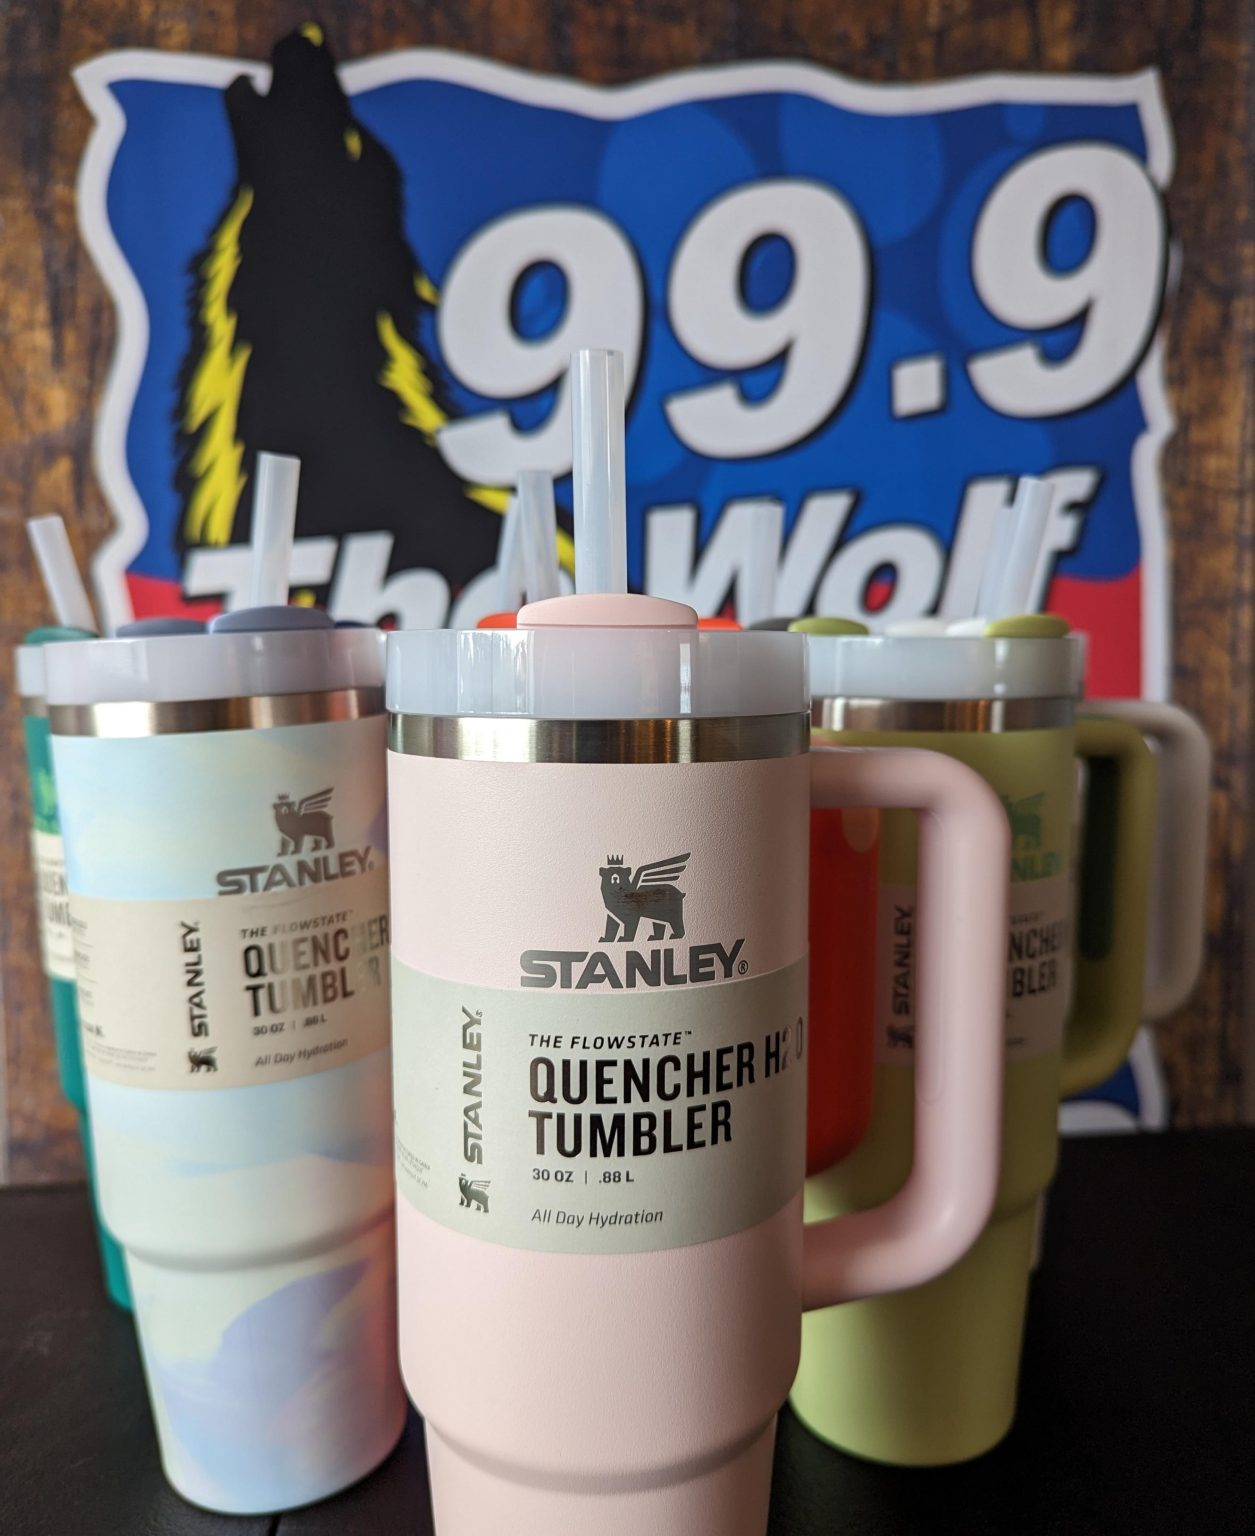 99.9
The Wolf
STANLEY®
THE FLOWSTATE™
QUENCHER H2O
TUMBLER
30 OZ | .88 L
All Day Hydration
STANLEY
STANLEY
THE FLOWSTATE™
QUENCHER
TUMBLER
30 OZ | .88 L
All Day Hydration
STANLEY
STANLEY